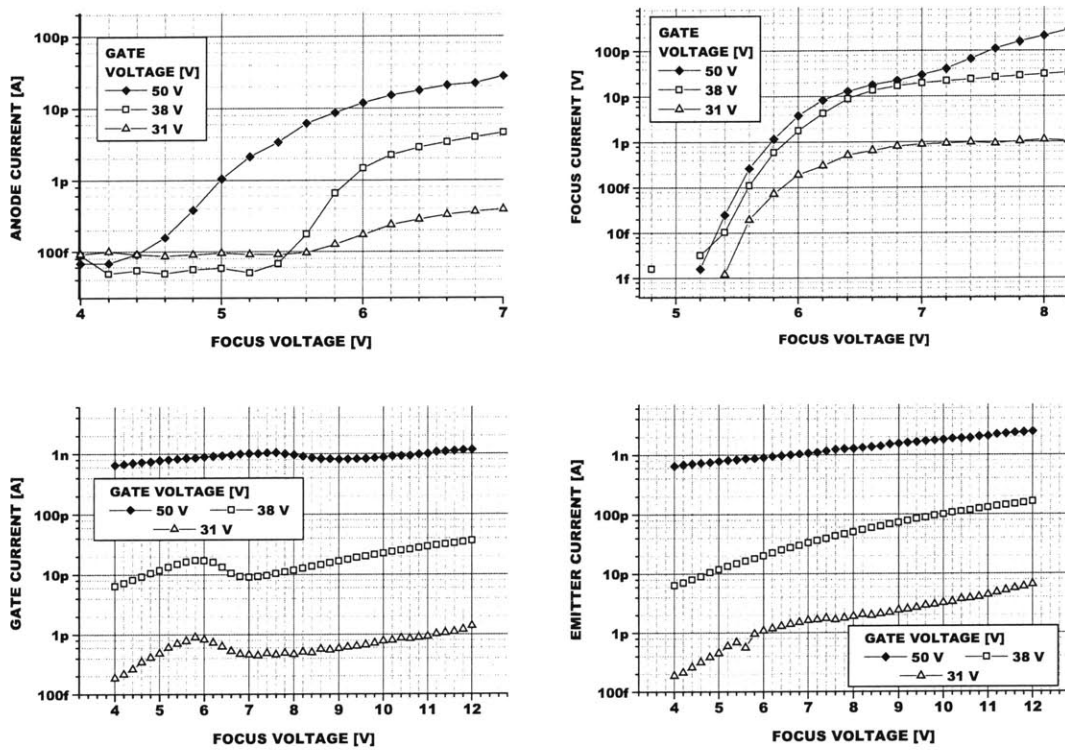 ANODE CURRENT [A]
100p
10p
1p
100f
GATE
VOLTAGE [V]
50 V
38 V
31 V
4 5 6 7
FOCUS VOLTAGE [V]
FOCUS CURRENT [A]
100p
10p
1p
100f
10f
1f
GATE
VOLTAGE [V]
50 V
38 V
31 V
5 6 7 8
FOCUS VOLTAGE [V]
GATE CURRENT [A]
1n
100p
10p
1p
100f
GATE VOLTAGE [V]
50 V 38 V
31 V
4 5 6 7 8 9 10 11 12
FOCUS VOLTAGE [V]
EMITTER CURRENT [A]
1n
100p
10p
1p
100f
GATE VOLTAGE [V]
50 V 38 V
31 V
4 5 6 7 8 9 10 11 12
FOCUS VOLTAGE [V]